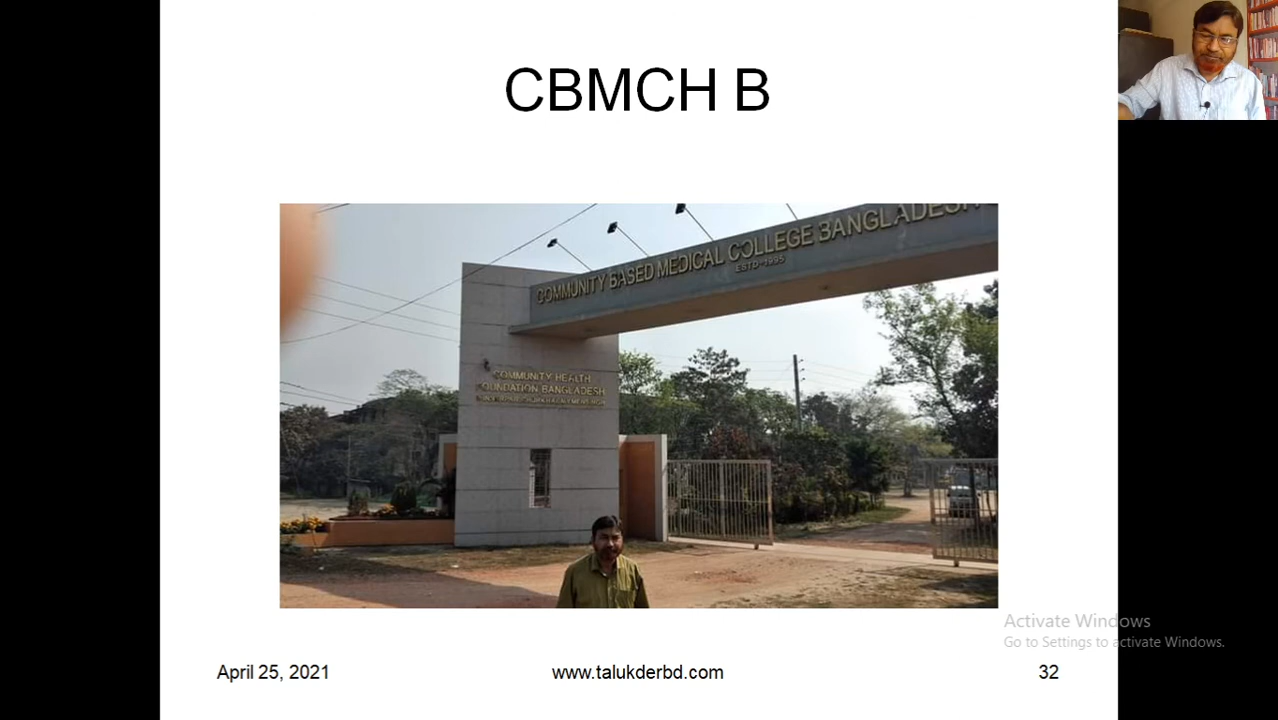 CBMCH B
COMMUNITY BASED MEDICAL COLLEGE BANGLADESH
ESTD-1995
COMMUNITY HEALTH
FOUNDATION BANGLADESH
Activate Windows
Go to Settings to activate Windows.
April 25, 2021
www.talukderbd.com
32